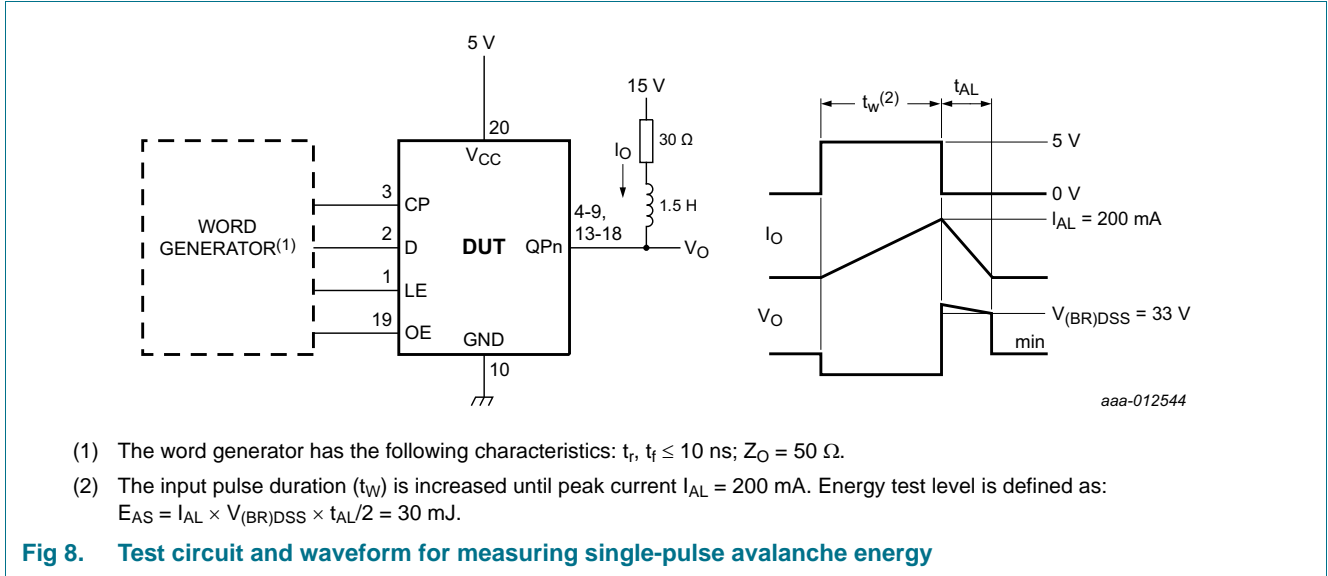 5 V
15 V
20
VCC
30 Ω
IO
1.5 H
WORD
GENERATOR(1)
3
CP
2
D
DUT
QPn
4-9,
13-18
VO
1
LE
19
OE
GND
10
tw(2)
tAL
5 V
0 V
IAL = 200 mA
IO
VO
V(BR)DSS = 33 V
min
aaa-012544
(1) The word generator has the following characteristics: tr, tf ≤ 10 ns; ZO = 50 Ω.
(2) The input pulse duration (tW) is increased until peak current IAL = 200 mA. Energy test level is defined as:
EAS = IAL × V(BR)DSS × tAL/2 = 30 mJ.
Fig 8. Test circuit and waveform for measuring single-pulse avalanche energy